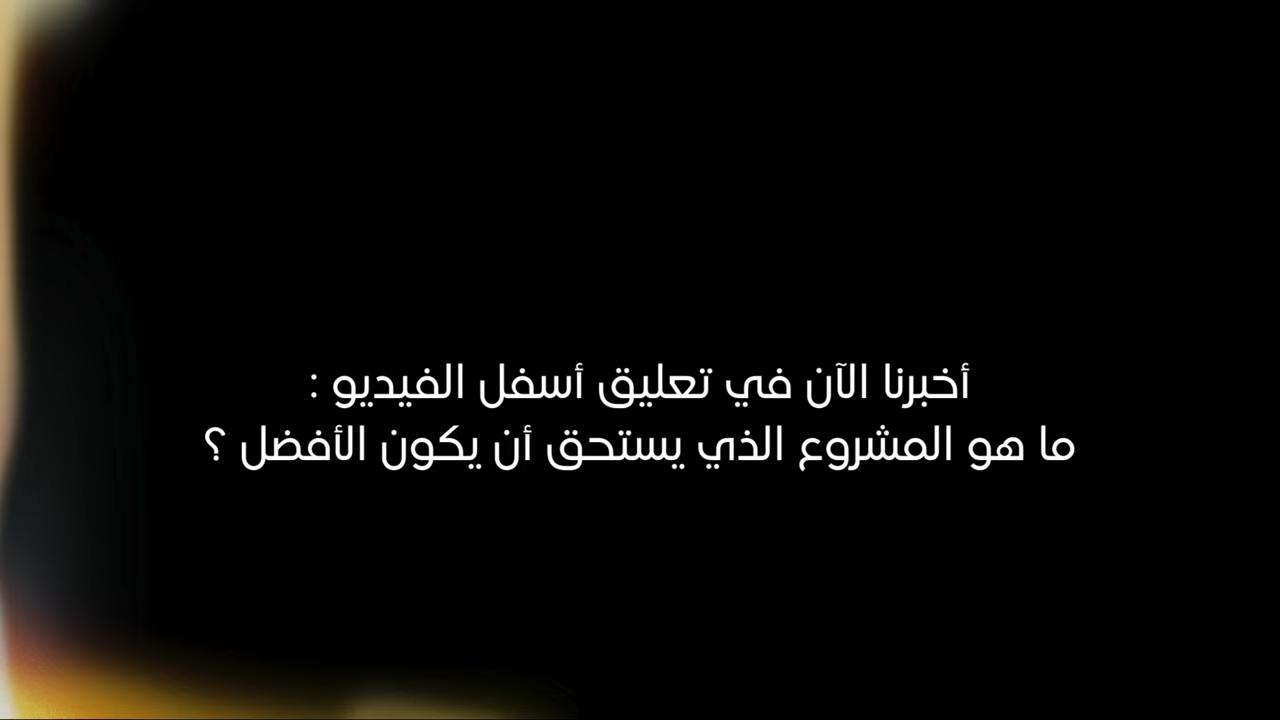 أخبرنا الآن في تعليق أسفل الفيديو :
ما هو المشروع الذي يستحق أن يكون الأفضل ؟